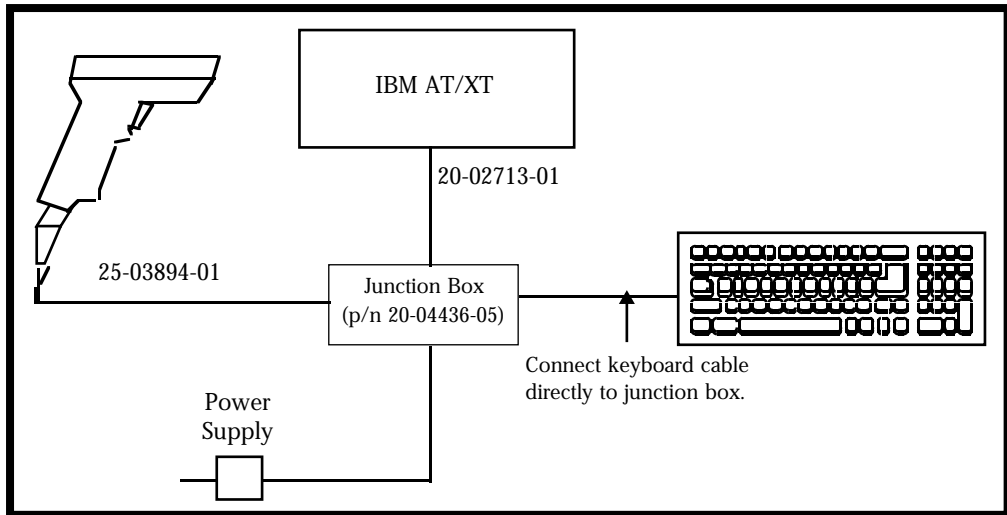 IBM AT/XT
20-02713-01
25-03894-01
Junction Box
(p/n 20-04436-05)
Connect keyboard cable
directly to junction box.
Power
Supply